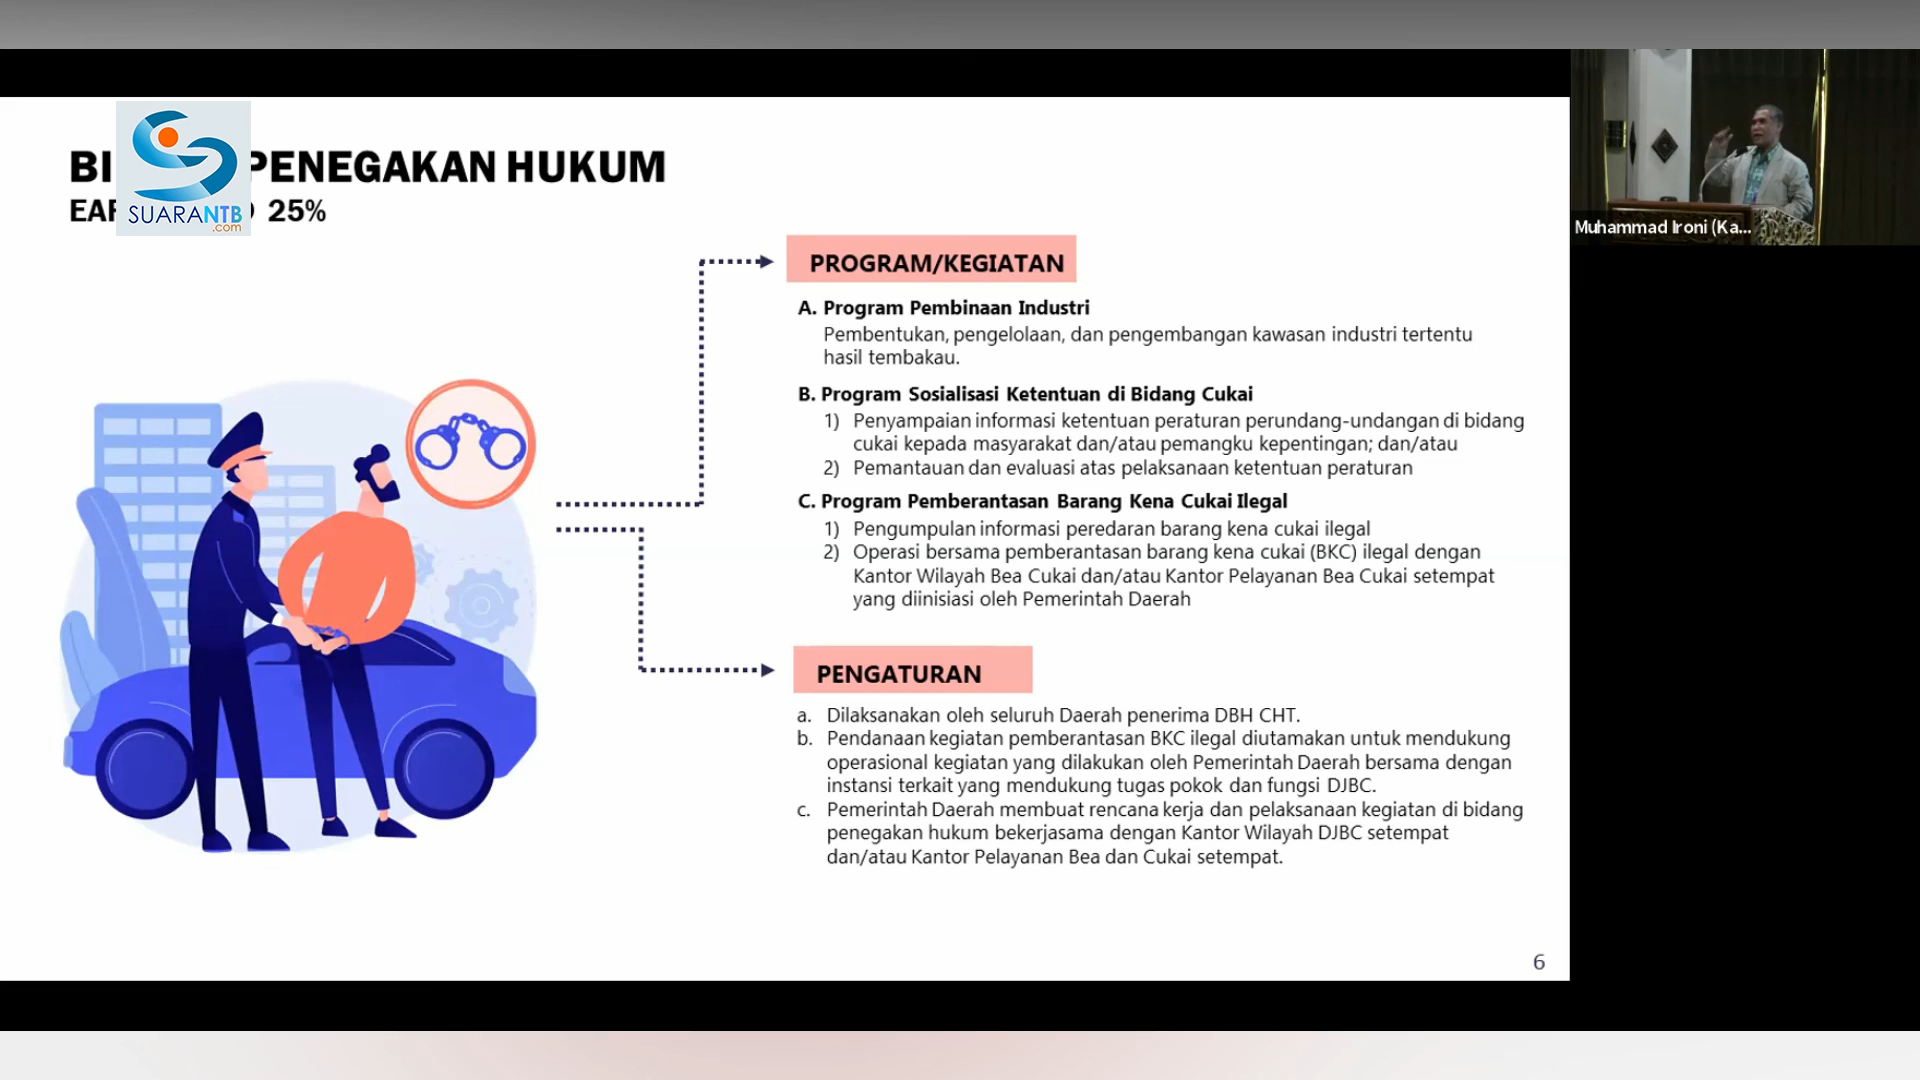 BI PENEGAKAN HUKUM
25%
SUARANTB
.com
PROGRAM/KEGIATAN
A. Program Pembinaan Industri
Pembentukan, pengelolaan, dan pengembangan kawasan industri tertentu
hasil tembakau.
B. Program Sosialisasi Ketentuan di Bidang Cukai
1) Penyampaian informasi ketentuan peraturan perundang-undangan di bidang
cukai kepada masyarakat dan/atau pemangku kepentingan; dan/atau
2) Pemantauan dan evaluasi atas pelaksanaan ketentuan peraturan
C. Program Pemberantasan Barang Kena Cukai Ilegal
1) Pengumpulan informasi peredaran barang kena cukai ilegal
2) Operasi bersama pemberantasan barang kena cukai (BKC) ilegal dengan
Kantor Wilayah Bea Cukai dan/atau Kantor Pelayanan Bea Cukai setempat
yang diinisiasi oleh Pemerintah Daerah
PENGATURAN
a. Dilaksanakan oleh seluruh Daerah penerima DBH CHT.
b. Pendanaan kegiatan pemberantasan BKC ilegal diutamakan untuk mendukung
operasional kegiatan yang dilakukan oleh Pemerintah Daerah bersama dengan
instansi terkait yang mendukung tugas pokok dan fungsi DJBC.
c. Pemerintah Daerah membuat rencana kerja dan pelaksanaan kegiatan di bidang
penegakan hukum bekerjasama dengan Kantor Wilayah DJBC setempat
dan/atau Kantor Pelayanan Bea dan Cukai setempat.
6
Muhammad Ironi (Ka...